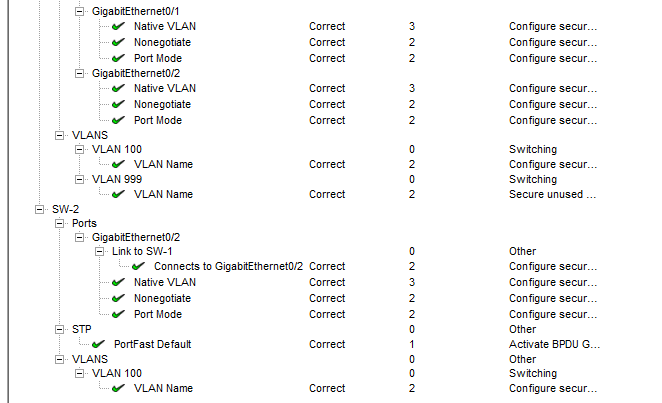 GigabitEthernet0/1
Native VLAN Correct 3 Configure secur...
Nonegotiate Correct 2 Configure secur...
Port Mode Correct 2 Configure secur...
GigabitEthernet0/2
Native VLAN Correct 3 Configure secur...
Nonegotiate Correct 2 Configure secur...
Port Mode Correct 2 Configure secur...
VLANS
VLAN 100 0 Switching
VLAN Name Correct 2 Configure secur...
VLAN 999 0 Switching
VLAN Name Correct 2 Secure unused ...
SW-2
Ports
GigabitEthernet0/2
Link to SW-1 0 Other
Connects to GigabitEthernet0/2 Correct 2 Configure secur...
Native VLAN Correct 3 Configure secur...
Nonegotiate Correct 2 Configure secur...
Port Mode Correct 2 Configure secur...
STP 0 Other
PortFast Default Correct 1 Activate BPDU G...
VLANS 0 Other
VLAN 100 0 Switching
VLAN Name Correct 2 Configure secur...